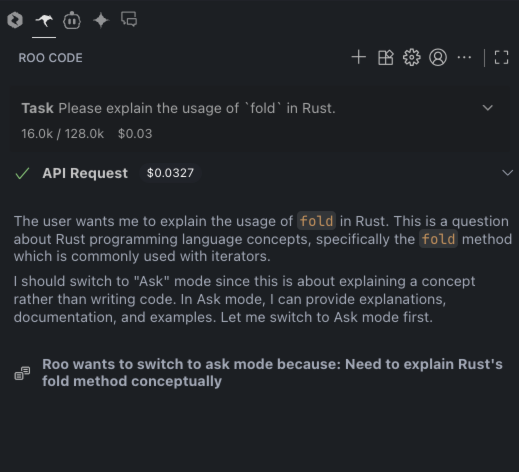 ROO CODE
Task Please explain the usage of `fold` in Rust.
16.0k / 128.0k $0.03
API Request $0.0327
The user wants me to explain the usage of fold in Rust. This is a question
about Rust programming language concepts, specifically the fold method
which is commonly used with iterators.
I should switch to "Ask" mode since this is about explaining a concept
rather than writing code. In Ask mode, I can provide explanations,
documentation, and examples. Let me switch to Ask mode first.
Roo wants to switch to ask mode because: Need to explain Rust's
fold method conceptually